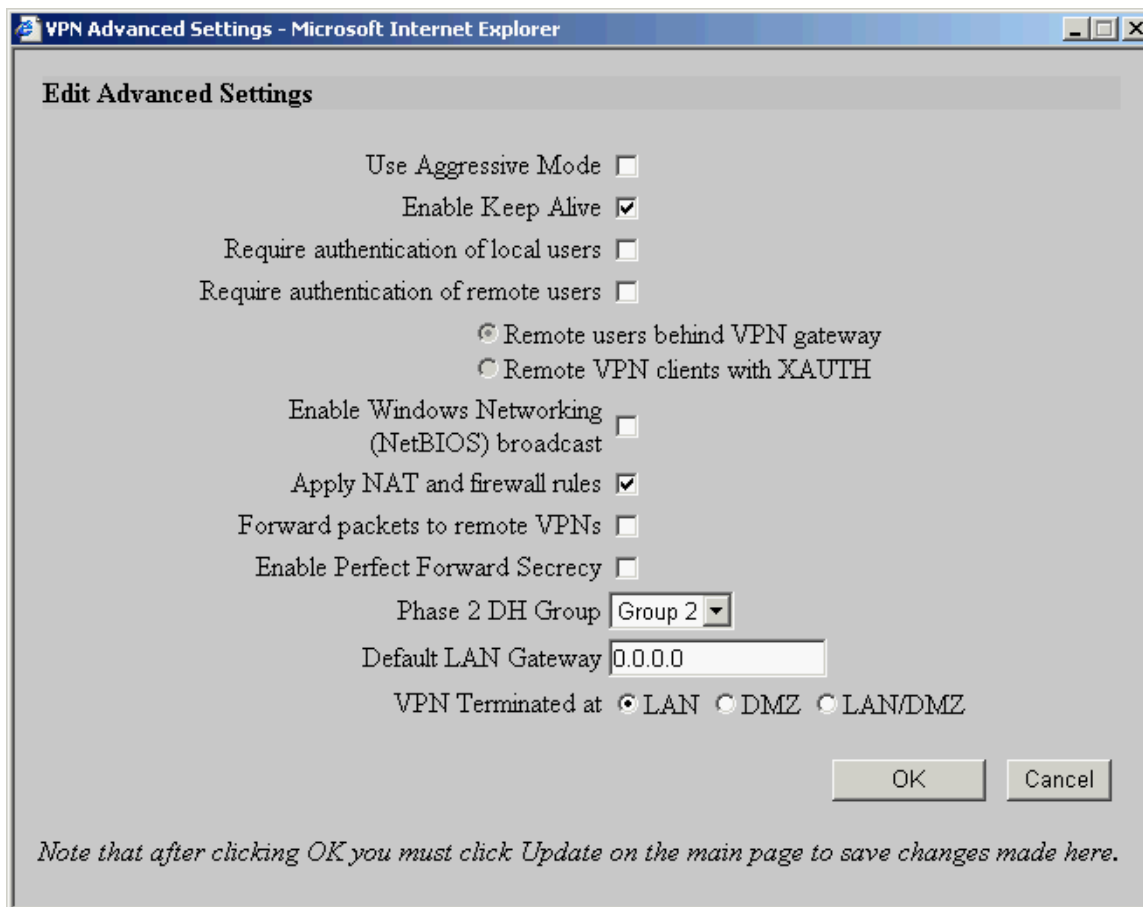 VPN Advanced Settings - Microsoft Internet Explorer
Edit Advanced Settings
Use Aggressive Mode
Enable Keep Alive
Require authentication of local users
Require authentication of remote users
Remote users behind VPN gateway
Remote VPN clients with XAUTH
Enable Windows Networking
(NetBIOS) broadcast
Apply NAT and firewall rules
Forward packets to remote VPNs
Enable Perfect Forward Secrecy
Phase 2 DH Group Group 2
Default LAN Gateway 0.0.0.0
VPN Terminated at LAN DMZ LAN/DMZ
OK Cancel
Note that after clicking OK you must click Update on the main page to save changes made here.